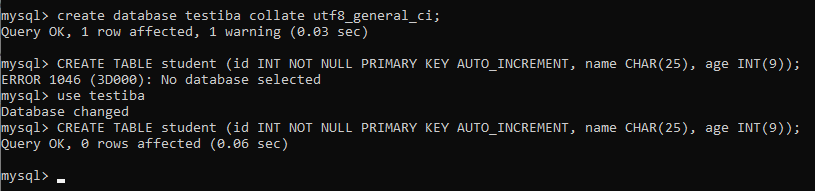 mysql> create database testiba collate utf8_general_ci;
Query OK, 1 row affected, 1 warning (0.03 sec)
mysql> CREATE TABLE student (id INT NOT NULL PRIMARY KEY AUTO_INCREMENT, name CHAR(25), age INT(9));
ERROR 1046 (3D000): No database selected
mysql> use testiba
Database changed
mysql> CREATE TABLE student (id INT NOT NULL PRIMARY KEY AUTO_INCREMENT, name CHAR(25), age INT(9));
Query OK, 0 rows affected (0.06 sec)
mysql>